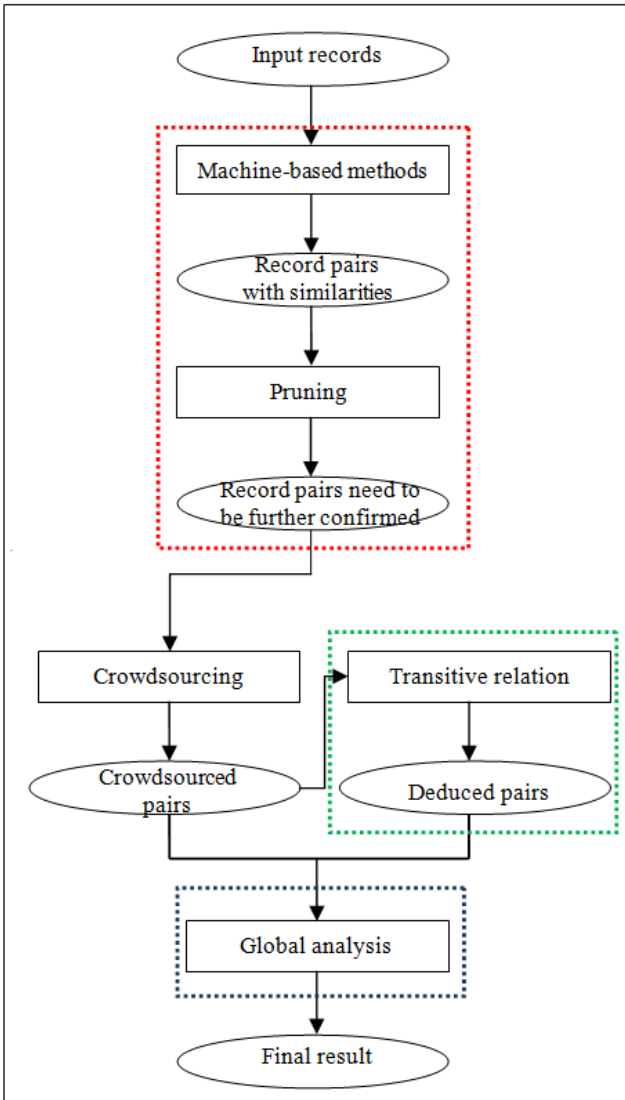 Input records
Machine-based methods
Record pairs
with similarities
Pruning
Record pairs need to
be further confirmed
Crowdsourcing
Transitive relation
Crowdsourced
pairs
Deduced pairs
Global analysis
Final result